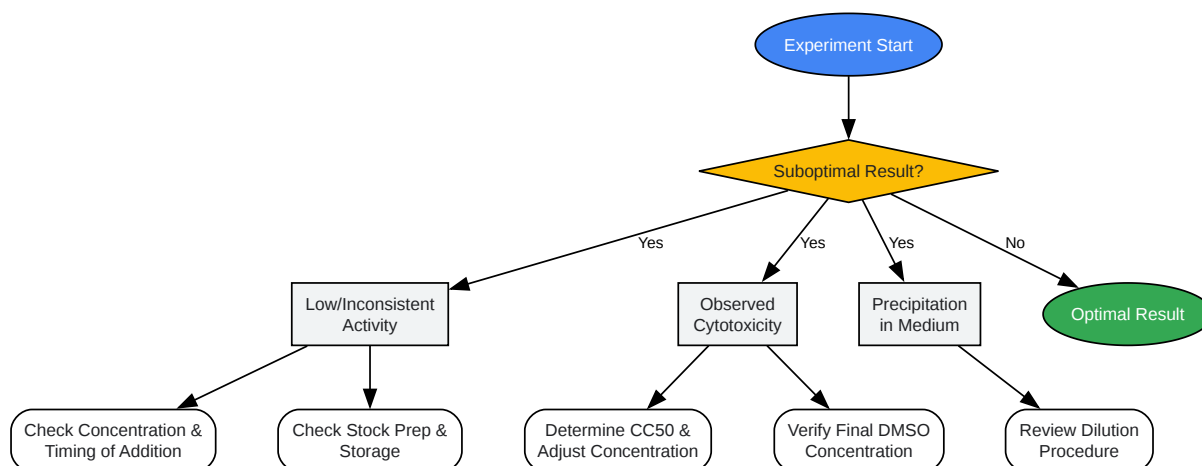 Experiment Start
Suboptimal Result?
Yes
Yes
Yes
No
Low/Inconsistent
Activity
Observed
Cytotoxicity
Precipitation
in Medium
Optimal Result
Check Concentration &
Timing of Addition
Check Stock Prep &
Storage
Determine CC50 &
Adjust Concentration
Verify Final DMSO
Concentration
Review Dilution
Procedure